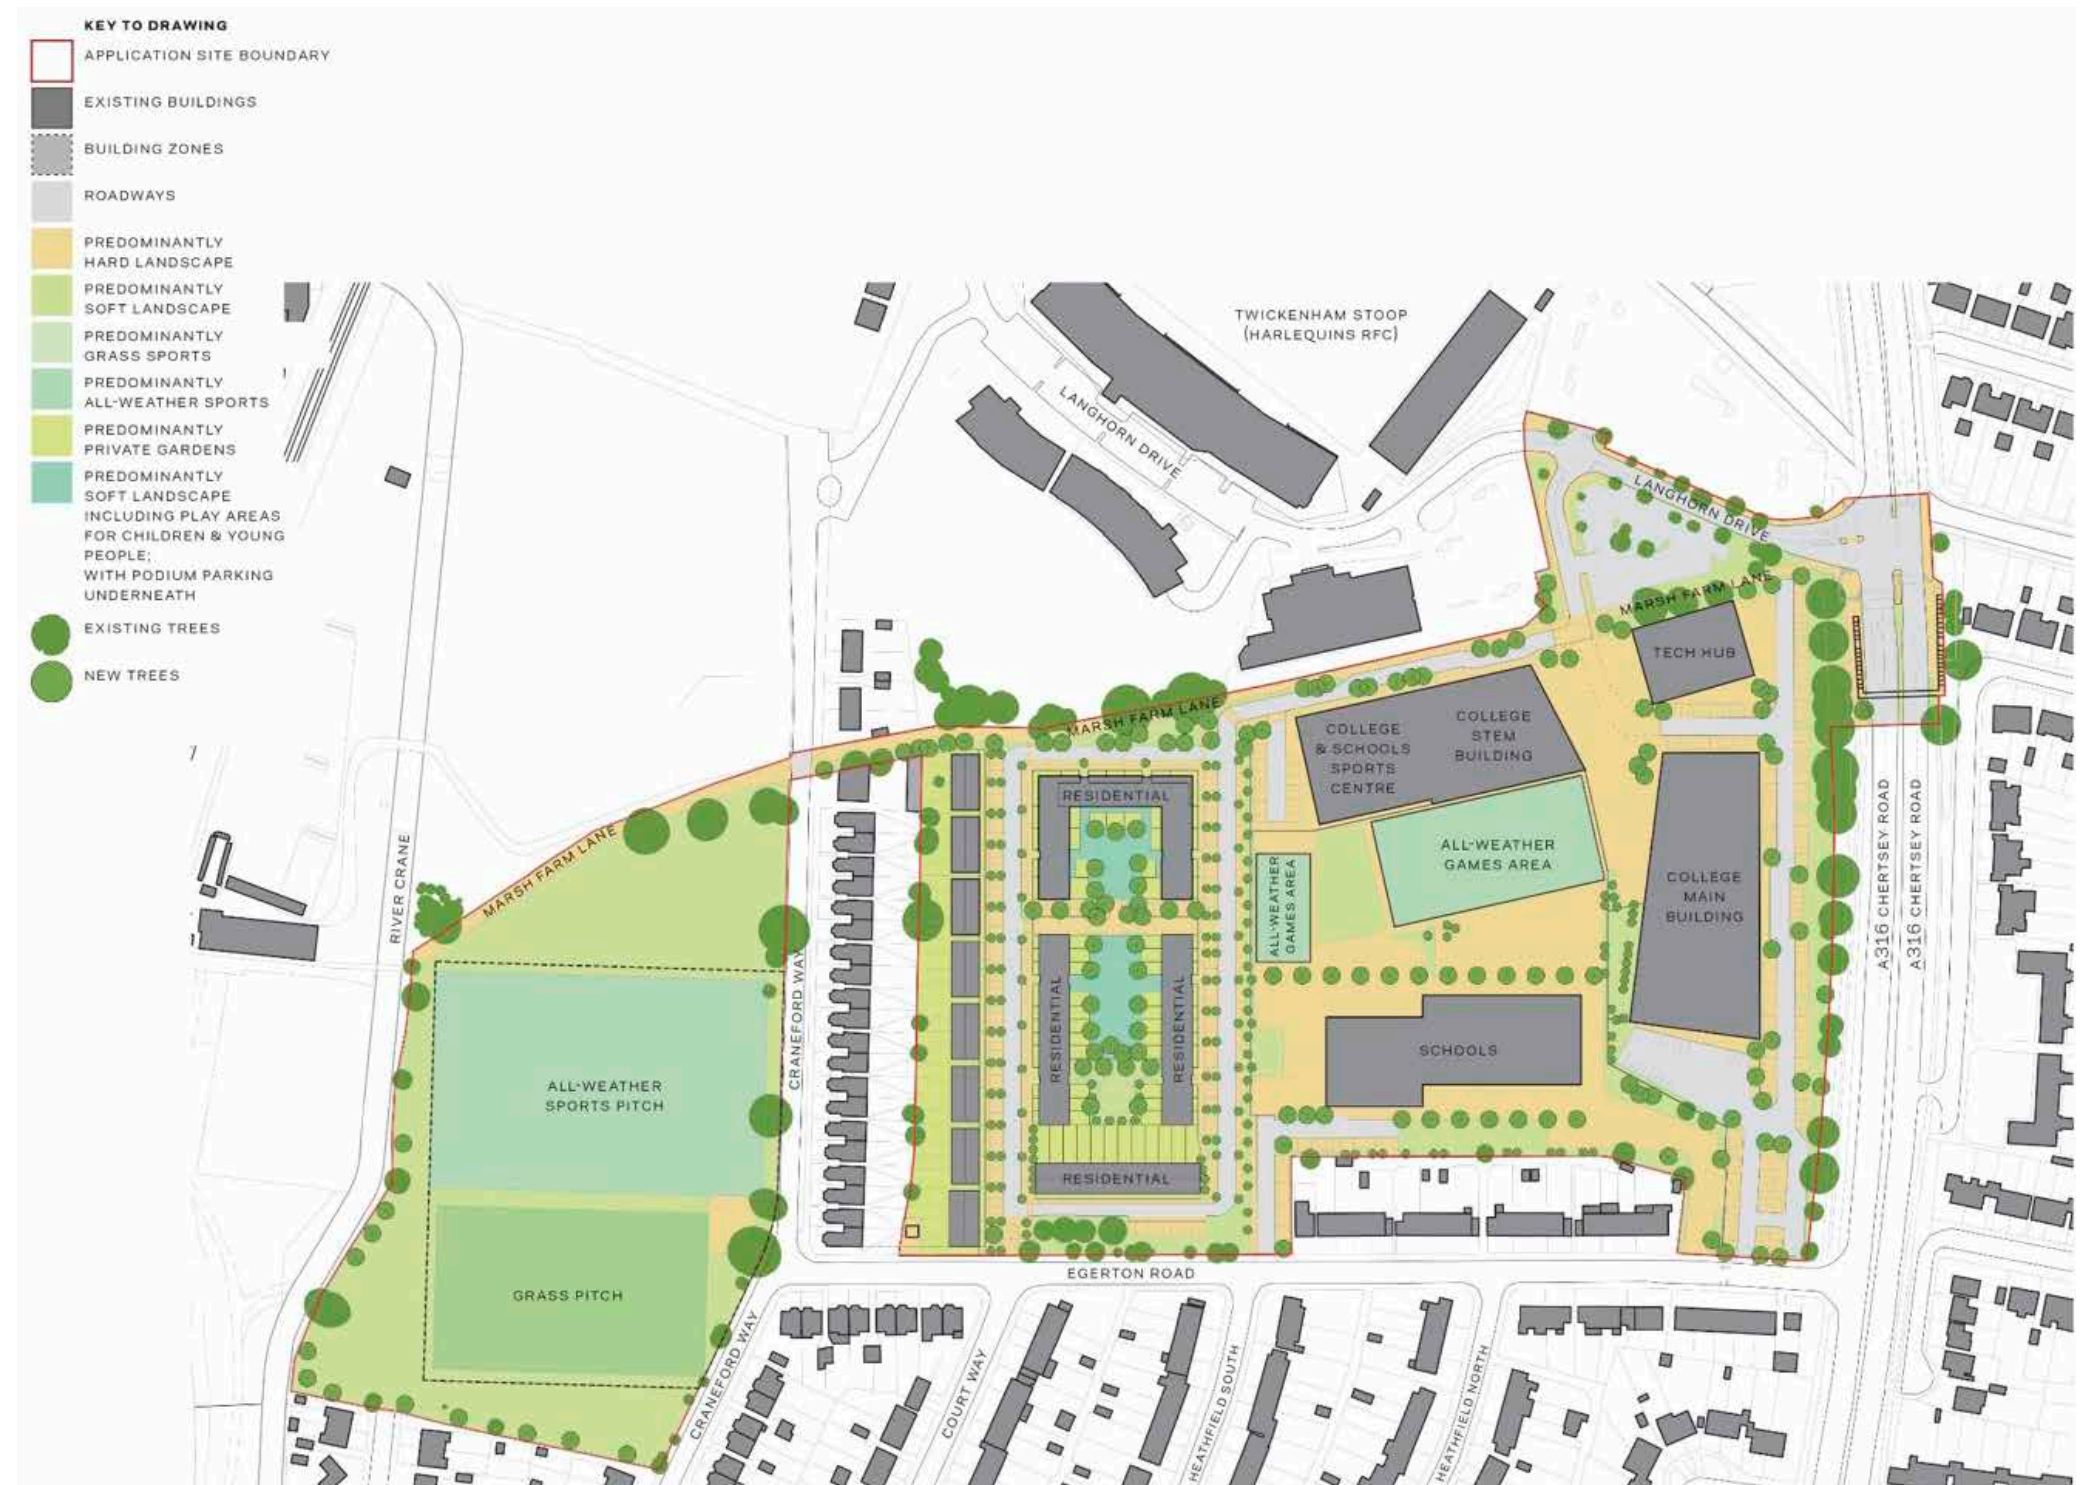 KEY TO DRAWING
APPLICATION SITE BOUNDARY
EXISTING BUILDINGS
BUILDING ZONES
ROADWAYS
PREDOMINANTLY
HARD LANDSCAPE
PREDOMINANTLY
SOFT LANDSCAPE
PREDOMINANTLY
GRASS SPORTS
PREDOMINANTLY
ALL-WEATHER SPORTS
PREDOMINANTLY
PRIVATE GARDENS
PREDOMINANTLY
SOFT LANDSCAPE
INCLUDING PLAY AREAS
FOR CHILDREN & YOUNG
PEOPLE;
WITH PODIUM PARKING
UNDERNEATH
EXISTING TREES
NEW TREES
TWICKENHAM STOOP
(HARLEQUINS RFC)
LANGHORN DRIVE
LANGHORN DRIVE
MARSH FARM LANE
TECH HUB
MARSH FARM LANE
COLLEGE
& SCHOOLS
SPORTS
CENTRE
COLLEGE
STEM
BUILDING
RESIDENTIAL
MARSH FARM LANE
RIVER CRANE
ALL-WEATHER
GAMES AREA
ALL-WEATHER
GAMES AREA
COLLEGE
MAIN
BUILDING
A316 CHERTSEY ROAD
A316 CHERTSEY ROAD
CRANEFORD WAY
RESIDENTIAL
RESIDENTIAL
SCHOOLS
ALL-WEATHER
SPORTS PITCH
RESIDENTIAL
EGERTON ROAD
GRASS PITCH
CRANEFORD WAY
COURT WAY
HEATHFIELD SOUTH
HEATHFIELD NORTH